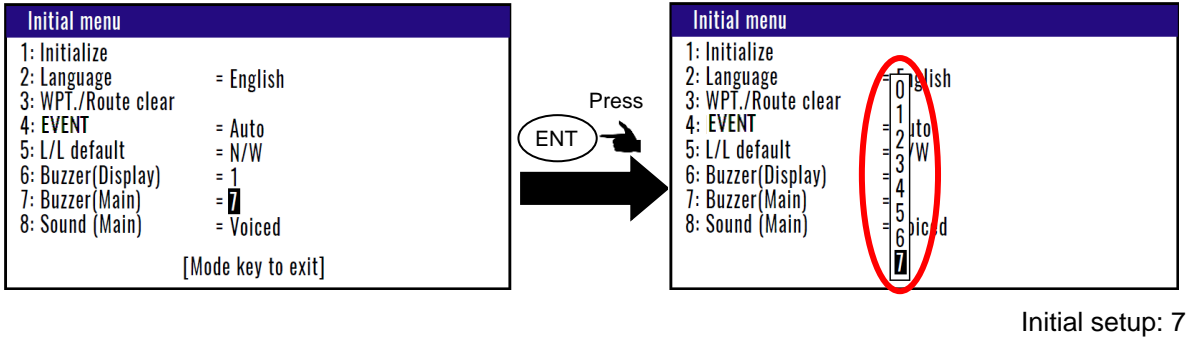 Initial menu
1: Initialize
2: Language = English
3: WPT./Route clear
4: EVENT = Auto
5: L/L default = N/W
6: Buzzer(Display) = 1
7: Buzzer(Main) = 7
8: Sound (Main) = Voiced
[Mode key to exit]
Press
ENT
Initial menu
1: Initialize
2: Language = English
3: WPT./Route clear
4: EVENT = uto
5: L/L default = /W
6: Buzzer(Display)
7: Buzzer(Main) =
8: Sound (Main) = oiced
0
1
2
3
4
5
6
7
Initial setup: 7